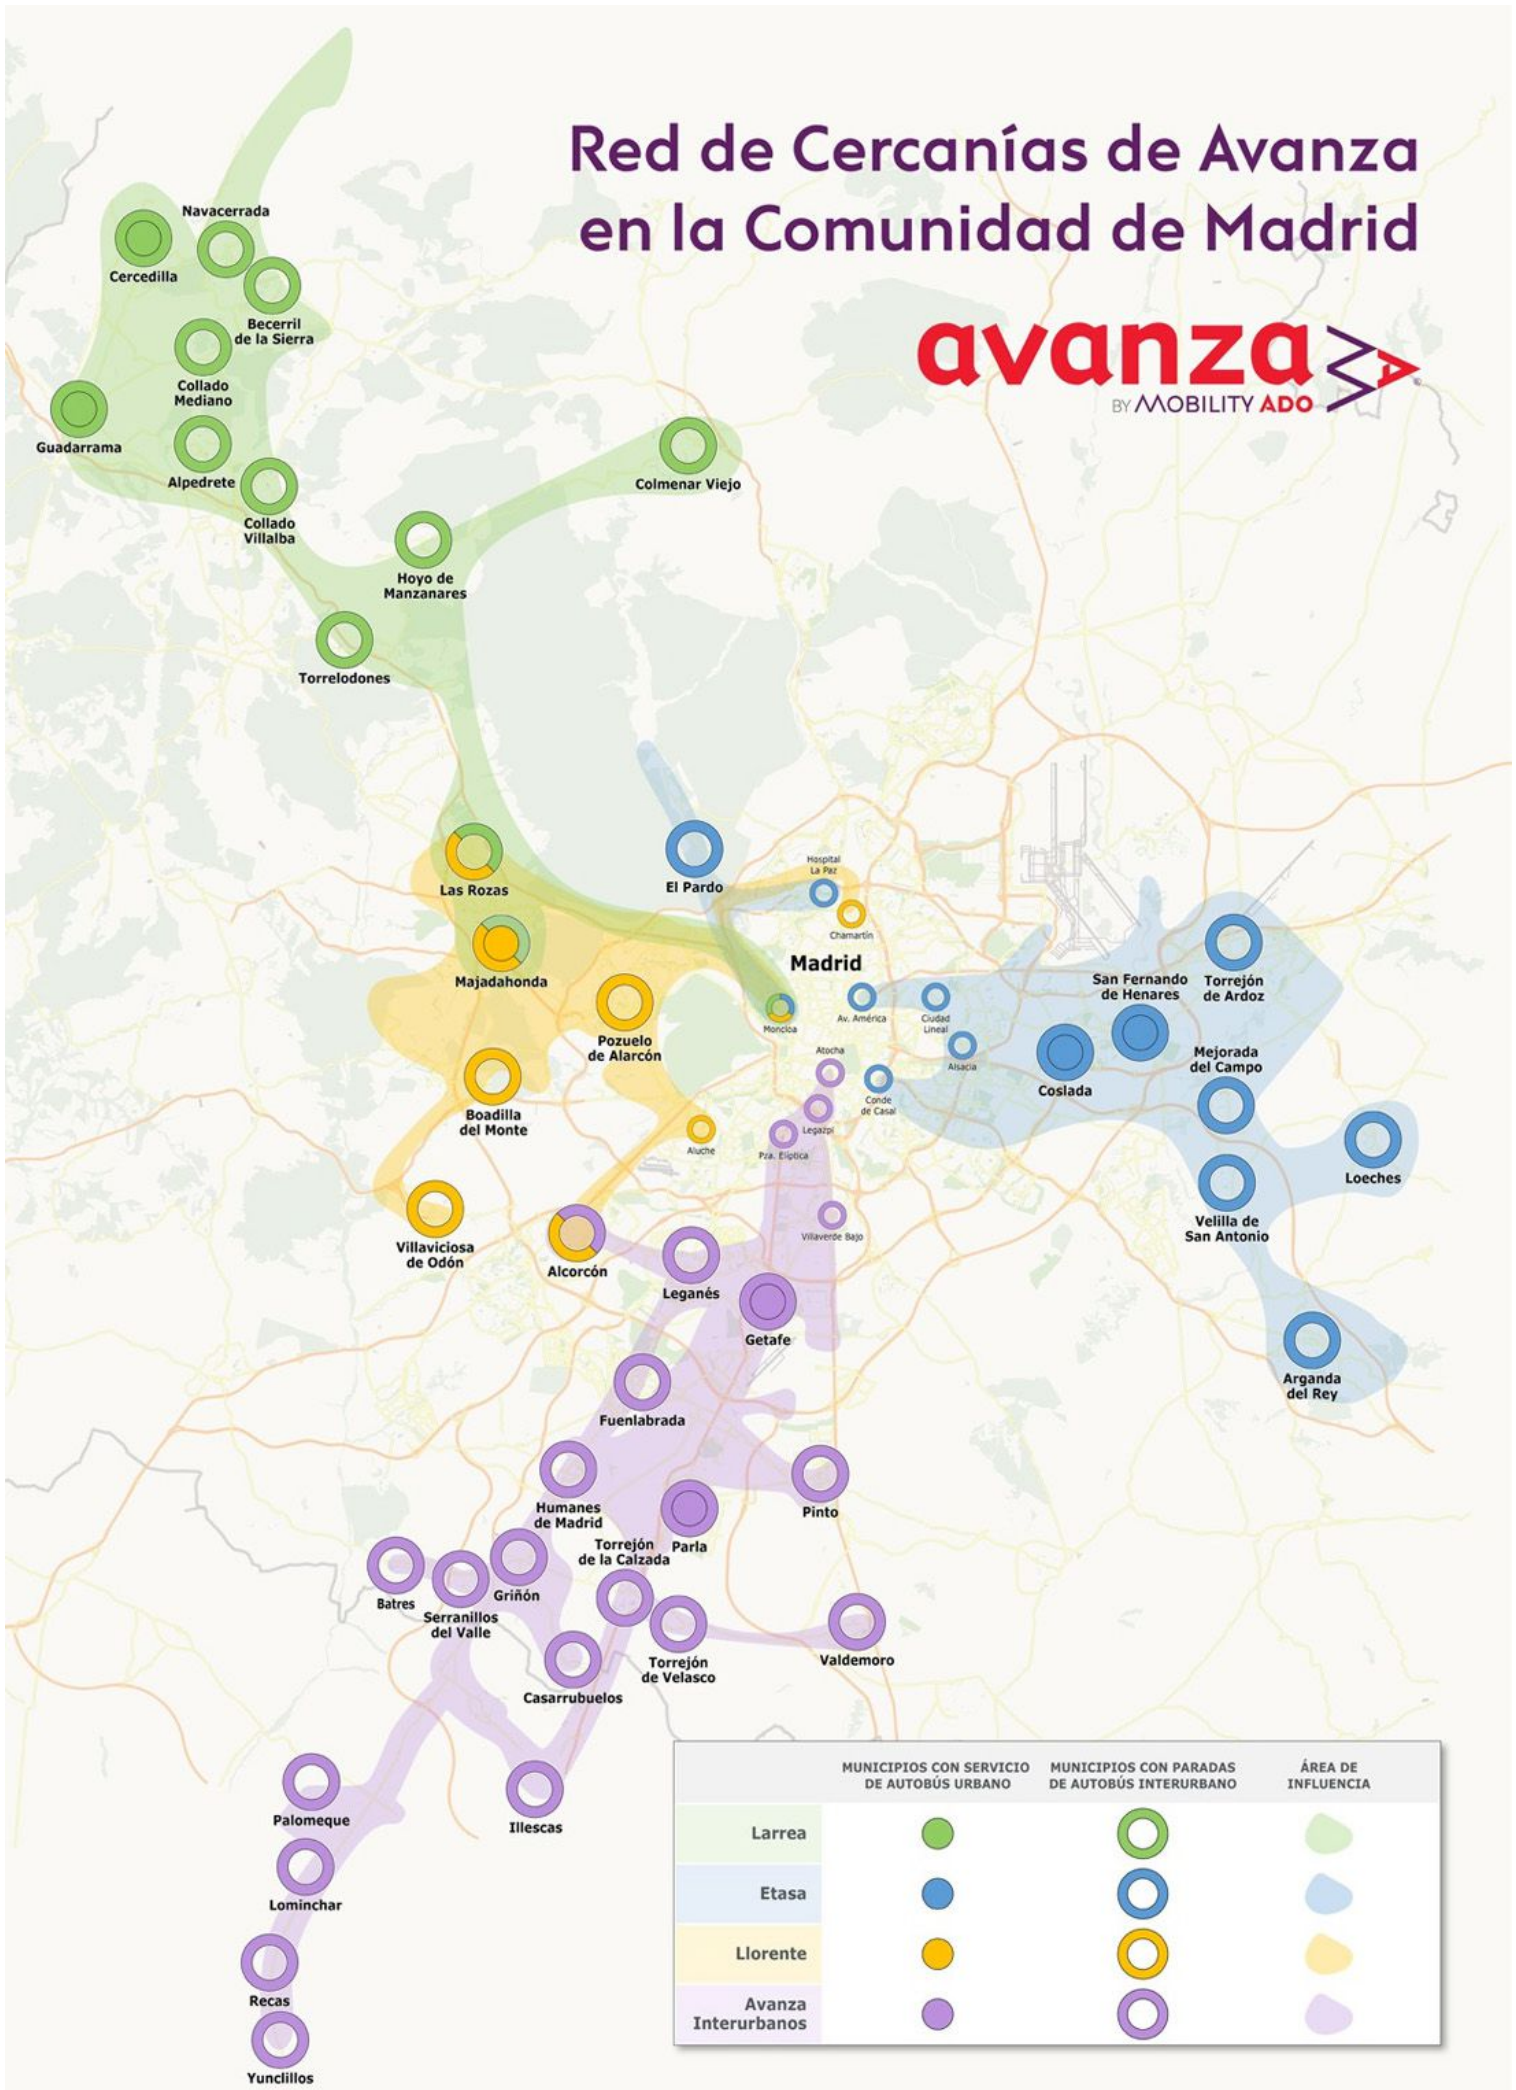 Red de Cercanías de Avanza
en la Comunidad de Madrid
avanza
BY MOBILITY ADO
Navacerrada
Cercedilla
Becerril
de la Sierra
Collado
Mediano
Guadarrama
Alpedrete
Colmenar Viejo
Collado
Villalba
Hoyo de
Manzanares
Torrelodones
Hospital
La Paz
Las Rozas
El Pardo
Chamartín
Madrid
Majadahonda
San Fernando
de Henares
Torrejón
de Ardoz
Moncloa
Av. América
Ciudad
Lineal
Pozuelo
de Alarcón
Atocha
Alsacia
Mejorada
del Campo
Coslada
Conde
de Casal
Boadilla
del Monte
Legazpi
Aluche
Pza. Elíptica
Loeches
Velilla de
San Antonio
Villaverde Bajo
Villaviciosa
de Odón
Alcorcón
Leganés
Getafe
Arganda
del Rey
Fuenlabrada
Humanes
de Madrid
Pinto
Torrejón
de la Calzada
Parla
Griñón
Batres
Serranillos
del Valle
Torrejón
de Velasco
Valdemoro
Casarrubuelos
Palomeque
Illescas
Lominchar
Recas
Yunclillos
MUNICIPIOS CON SERVICIO
DE AUTOBÚS URBANO
MUNICIPIOS CON PARADAS
DE AUTOBÚS INTERURBANO
ÁREA DE
INFLUENCIA
Larrea
Etasa
Llorente
Avanza
Interurbanos